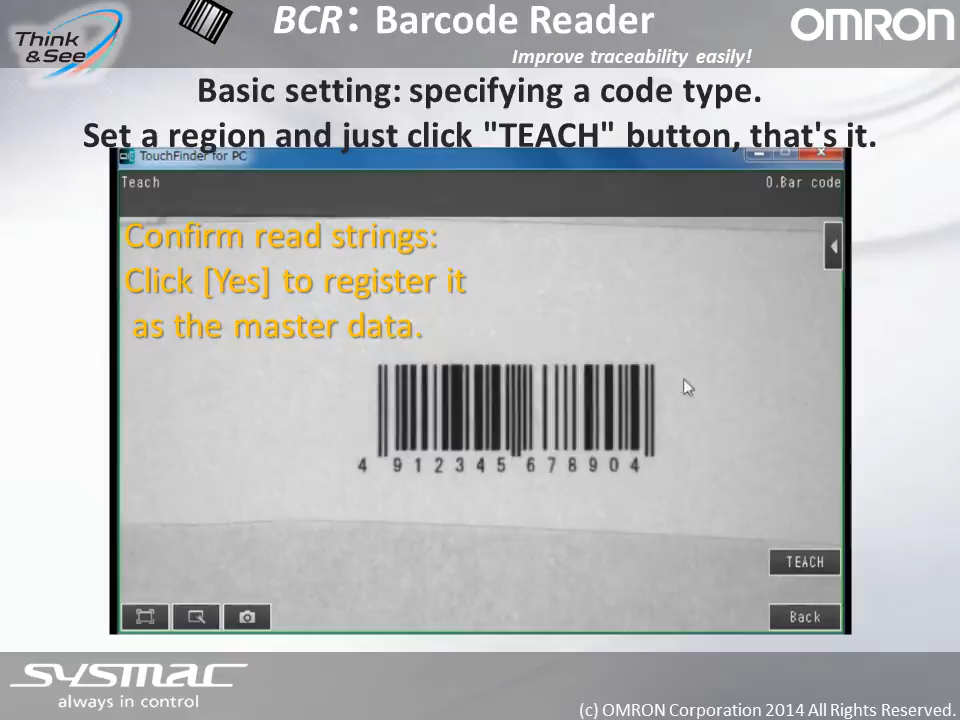 Think
&See
BCR: Barcode Reader
OMRON
Improve traceability easily!
Basic setting: specifying a code type.
Set a region and just click "TEACH" button, that's it.
TouchFinder for PC
Teach
0.Bar code
Confirm read strings:
Click [Yes] to register it
as the master data.
4 912345 678904
TEACH
Back
sysmac
always in control
(c) OMRON Corporation 2014 All Rights Reserved.